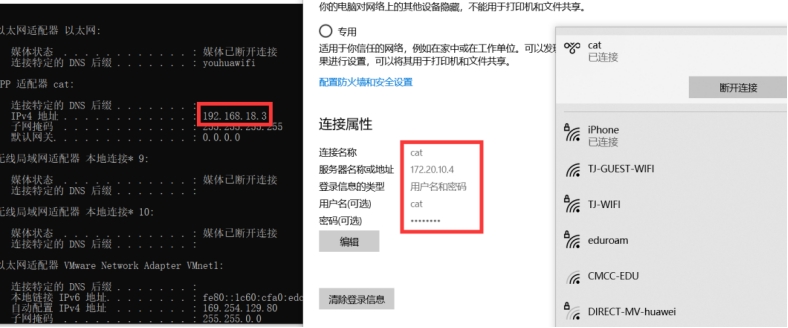 以太网适配器 以太网:
媒体状态 . . . . . . . . . . . . : 媒体已断开连接
连接特定的 DNS 后缀 . . . . . . . : youhuawifi
PP 适配器 cat:
连接特定的 DNS 后缀 . . . . . . . :
IPv4 地址 . . . . . . . . . . . . : 192.168.18.3
子网掩码 . . . . . . . . . . . . : 255.255.255.255
默认网关. . . . . . . . . . . . . : 0.0.0.0
无线局域网适配器 本地连接* 9:
媒体状态 . . . . . . . . . . . . : 媒体已断开连接
连接特定的 DNS 后缀 . . . . . . . :
无线局域网适配器 本地连接* 10:
媒体状态 . . . . . . . . . . . . : 媒体已断开连接
连接特定的 DNS 后缀 . . . . . . . :
以太网适配器 VMware Network Adapter VMnet1:
连接特定的 DNS 后缀 . . . . . . . :
本地链接 IPv6 地址. . . . . . . . : fe80::1c60:cfa0:edc
自动配置 IPv4 地址 . . . . . . . : 169.254.129.80
子网掩码 . . . . . . . . . . . . : 255.255.0.0
你的电脑对网络上的其他设备隐藏，不能用于打印机和文件共享。
专用
适用于你信任的网络，例如在家中或在工作单位。可以发现
果进行设置，可以将其用于打印机和文件共享。
配置防火墙和安全设置
连接属性
连接名称 cat
服务器名称或地址 172.20.10.4
登录信息的类型 用户名和密码
用户名(可选) cat
密码(可选) ••••••••
编辑
清除登录信息
cat
已连接
断开连接
iPhone
已连接
TJ-GUEST-WIFI
TJ-WIFI
eduroam
CMCC-EDU
DIRECT-MV-huawei